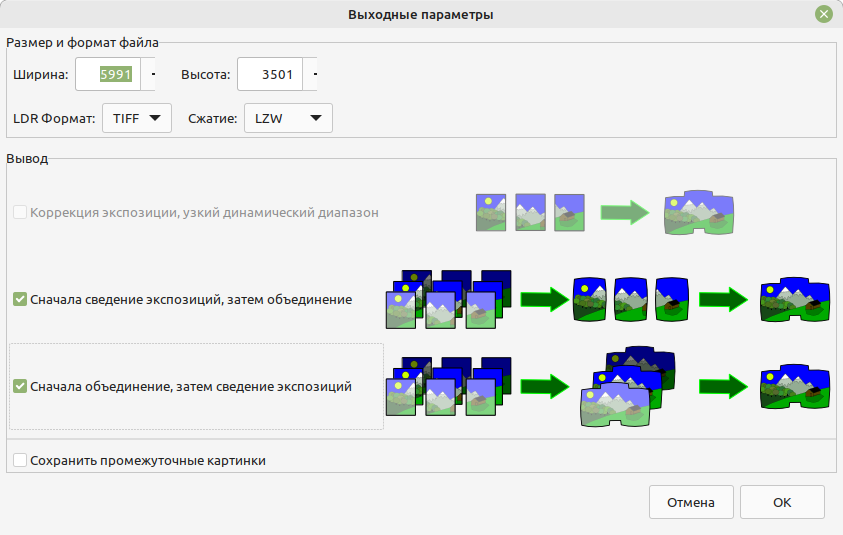 Выходные параметры
Размер и формат файла
Ширина: 5991 Высота: 3501
LDR Формат: TIFF Сжатие: LZW
Вывод
Коррекция экспозиции, узкий динамический диапазон
Сначала сведение экспозиций, затем объединение
Сначала объединение, затем сведение экспозиций
Сохранить промежуточные картинки
Отмена OK